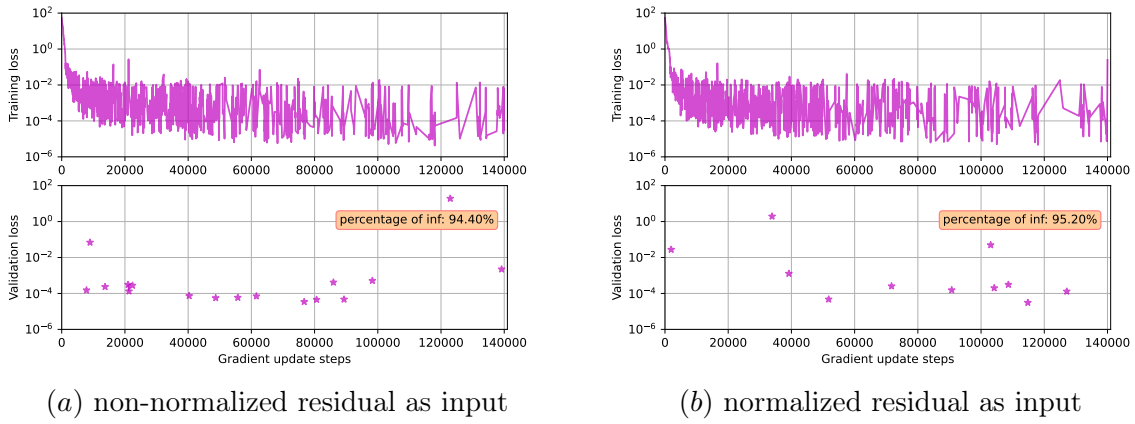 10^2
10^0
10^-2
10^-4
10^-6
Training loss
0 20000 40000 60000 80000 100000 120000 140000
10^2
10^0
10^-2
10^-4
10^-6
Validation loss
percentage of inf: 94.40%
0 20000 40000 60000 80000 100000 120000 140000
Gradient update steps
(a) non-normalized residual as input
10^2
10^0
10^-2
10^-4
10^-6
Training loss
0 20000 40000 60000 80000 100000 120000 140000
10^2
10^0
10^-2
10^-4
10^-6
Validation loss
percentage of inf: 95.20%
0 20000 40000 60000 80000 100000 120000 140000
Gradient update steps
(b) normalized residual as input